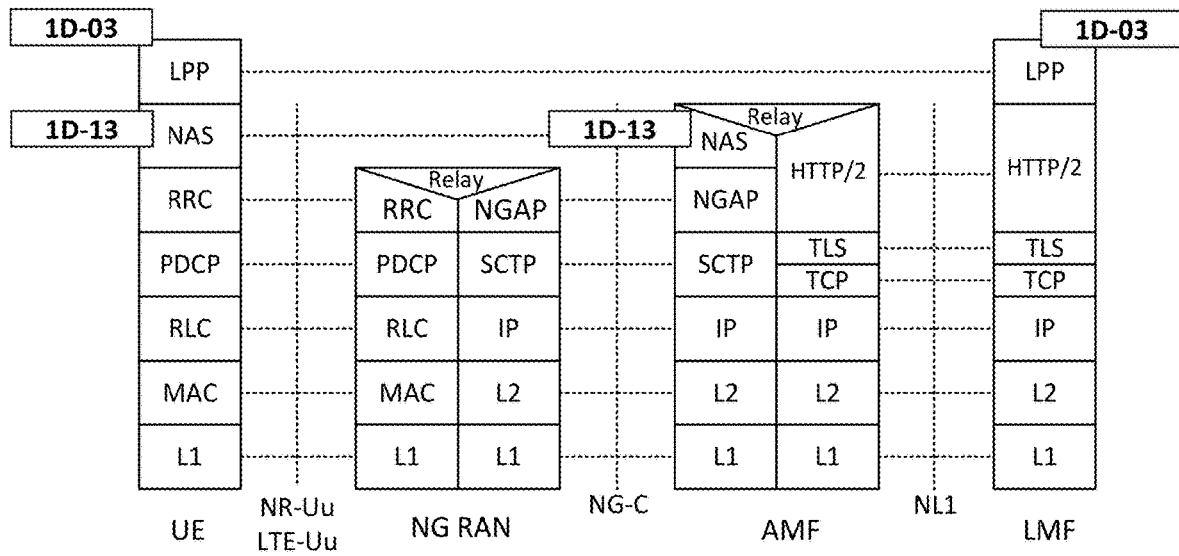 1D-03 1D-03
LPP LPP
1D-13 NAS 1D-13 Relay
NAS
HTTP/2 HTTP/2
RRC Relay
RRC NGAP NGAP
PDCP PDCP SCTP SCTP TLS TLS
TCP TCP
RLC RLC IP IP IP IP
MAC MAC L2 L2 L2 L2
L1 L1 L1 L1 L1 L1
UE NR-Uu NG RAN NG-C AMF NL1 LMF
LTE-Uu